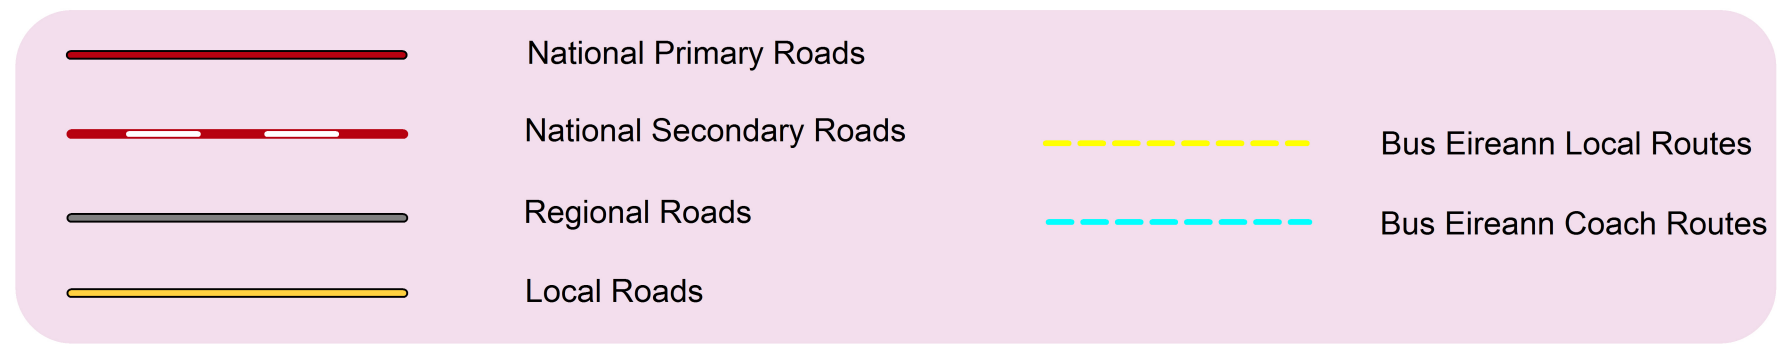 National Primary Roads
National Secondary Roads
Regional Roads
Local Roads
Bus Eireann Local Routes
Bus Eireann Coach Routes